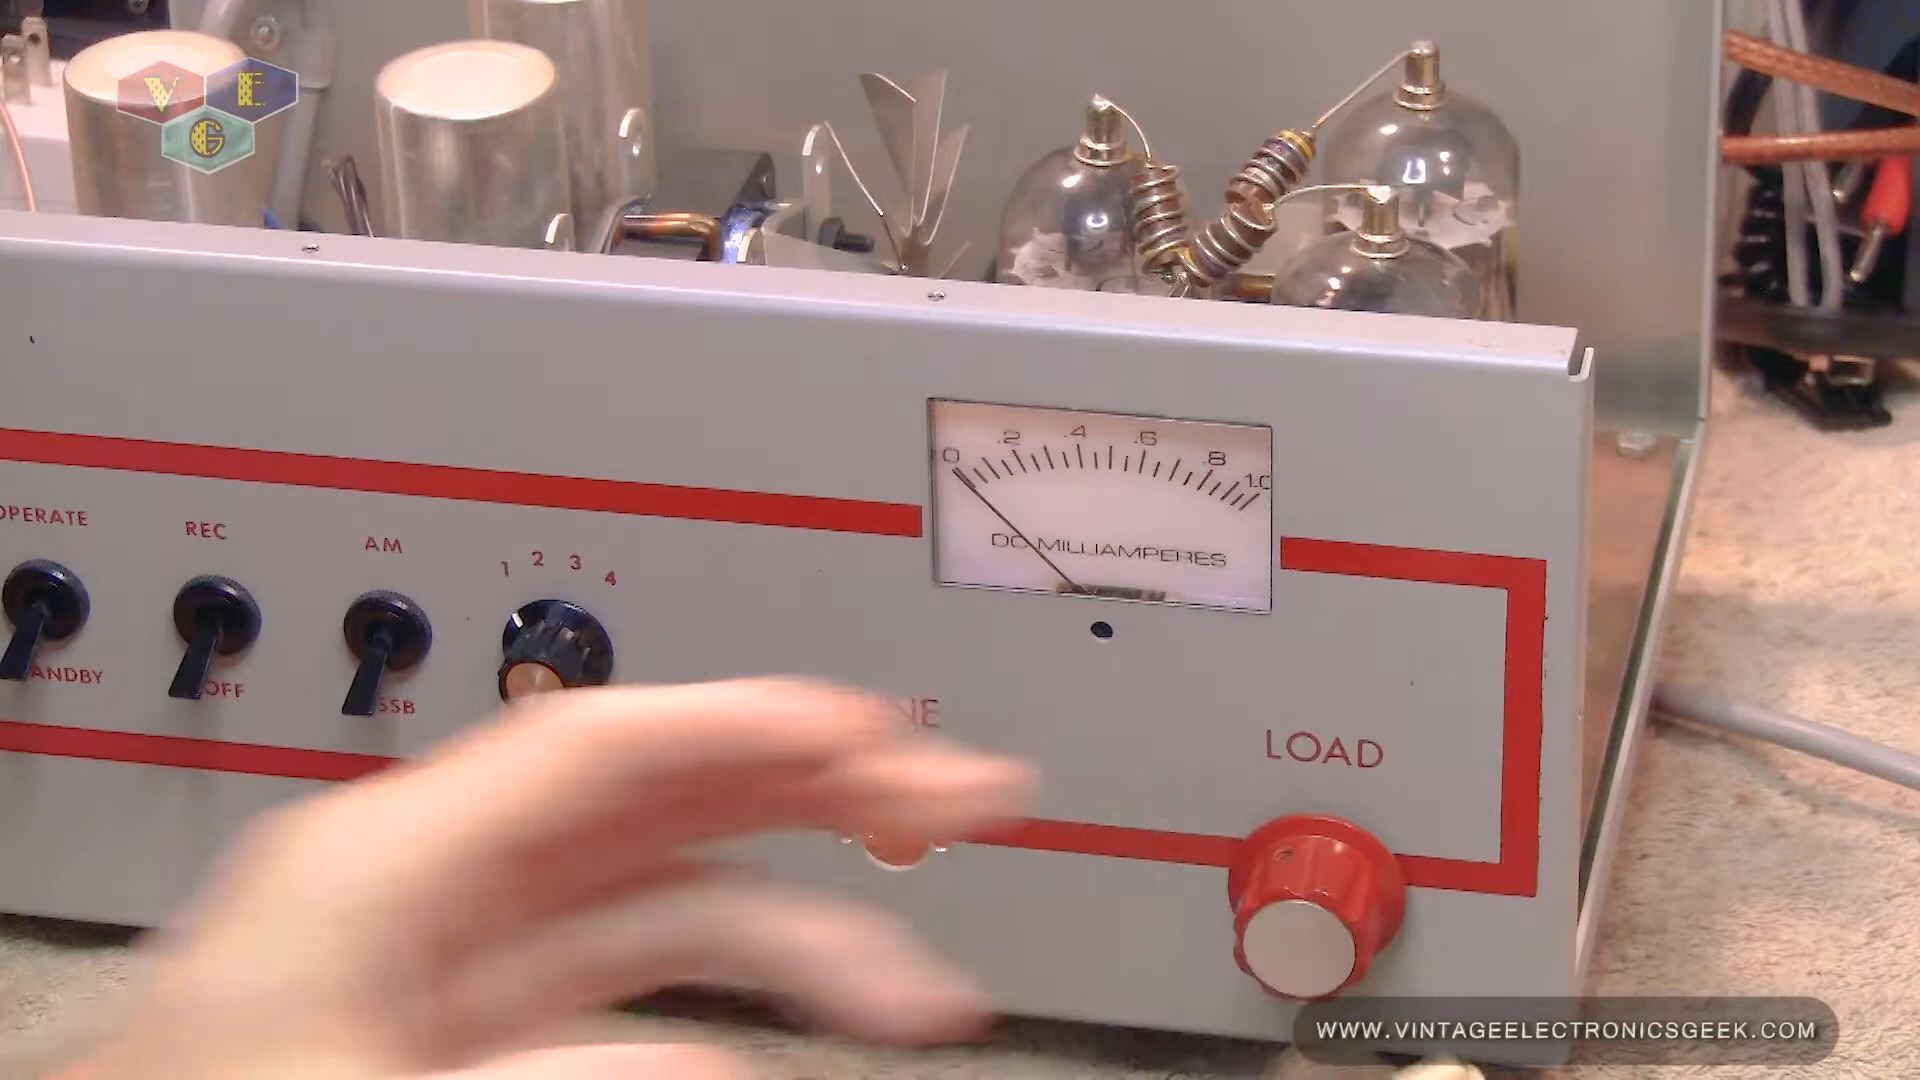 V E
G
0 .2 .4 .6 .8 1.0
DC MILLIAMPERES
OPERATE
REC
AM
1 2 3 4
OFF
SSB
LOAD
WWW.VINTAGEELECTRONICSGEEK.COM